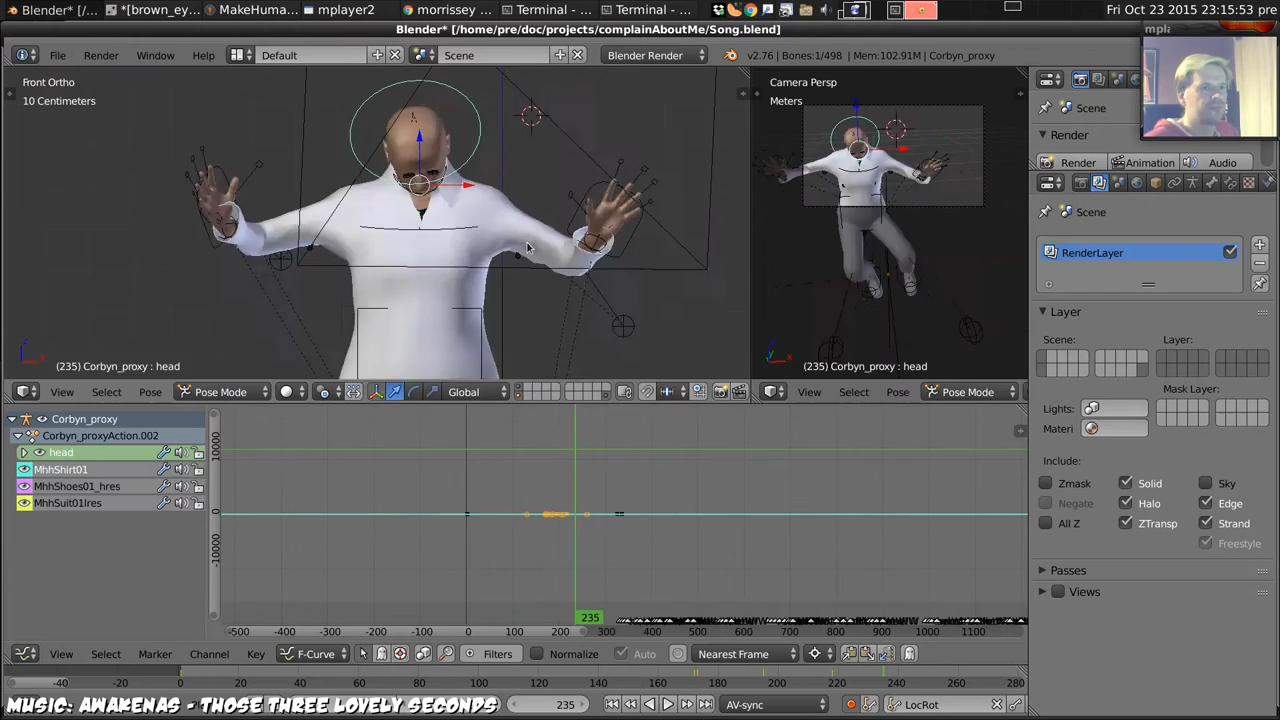 Blender* [/... *[brown_ey... MakeHuma... mplayer2 morrissey ... Terminal - ... Terminal - ... Fri Oct 23 2015 23:15:53 pre
Blender* [/home/pre/doc/projects/complainAboutMe/Song.blend] mpla
File Render Window Help Default Scene Blender Render v2.76 | Bones:1/498 | Mem:102.91M | Corbyn_proxy
Front Ortho
10 Centimeters
Camera Persp
Meters
Scene
Render
Render Animation Audio
Scene
RenderLayer
Layer
Scene: Layer:
Mask Layer:
Lights:
Materi
Include:
Zmask Solid Sky
Negate Halo Edge
All Z ZTransp Strand
Freestyle
Passes
Views
(235) Corbyn_proxy : head
(235) Corbyn_proxy : head
View Select Pose Pose Mode Global
View Select Pose Pose Mode
Corbyn_proxy
Corbyn_proxyAction.002
head
MhhShirt01
MhhShoes01_hres
MhhSuit01lres
10000
0
-10000
235
-500 -400 -300 -200 -100 0 100 200 300 400 500 600 700 800 900 1000 1100
View Select Marker Channel Key F-Curve Filters Normalize Auto Nearest Frame
-40 -20 0 20 40 60 80 100 120 140 160 180 200 220 240 260 280
MUSIC: AWAKENAS - THOSE THREE LOVELY SECONDS
235 AV-sync LocRot